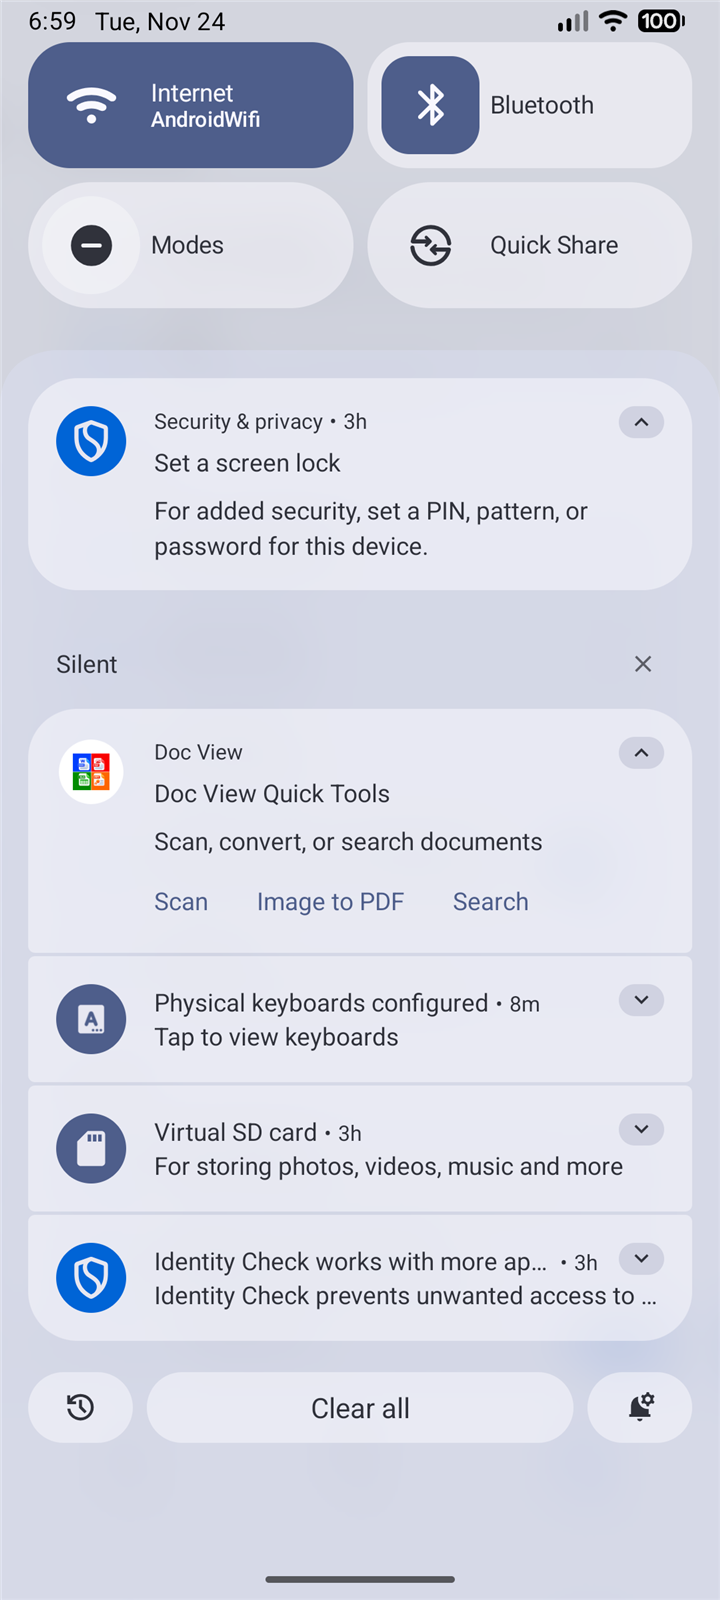 6:59 Tue, Nov 24 100
Internet
AndroidWifi
Bluetooth
Modes
Quick Share
Security & privacy • 3h
Set a screen lock
For added security, set a PIN, pattern, or
password for this device.
Silent
Doc View
Doc View Quick Tools
Scan, convert, or search documents
Scan Image to PDF Search
Physical keyboards configured • 8m
Tap to view keyboards
Virtual SD card • 3h
For storing photos, videos, music and more
Identity Check works with more ap... • 3h
Identity Check prevents unwanted access to ...
Clear all